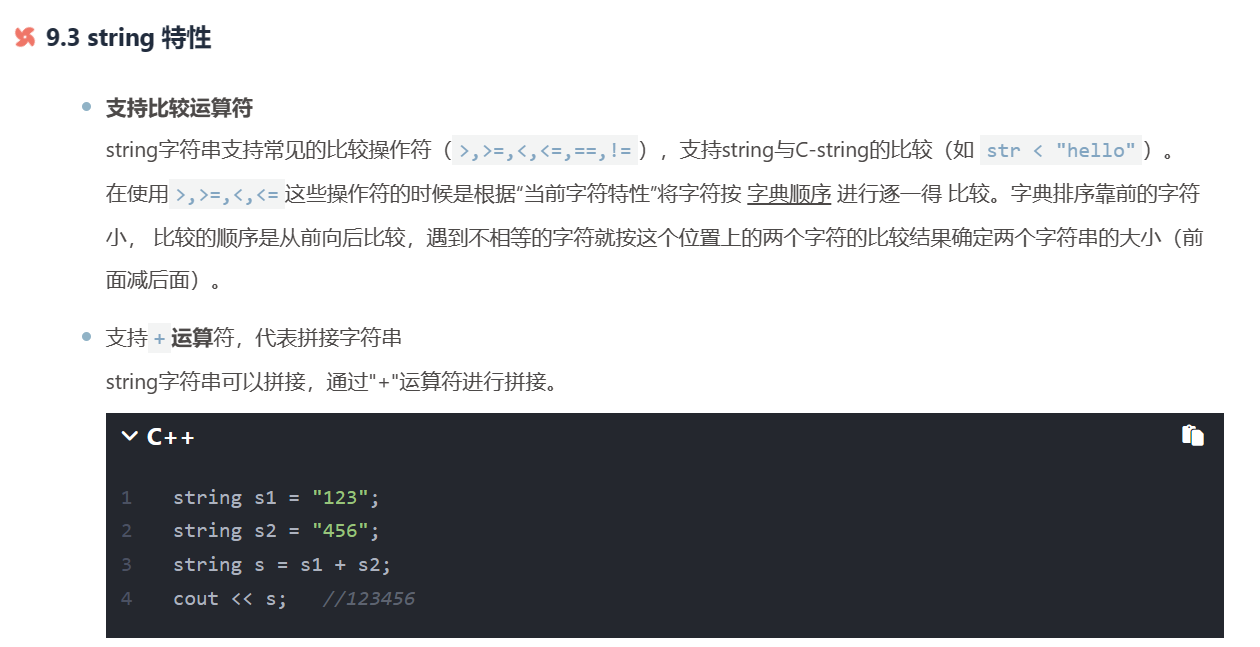 9.3 string 特性
支持比较运算符
string字符串支持常见的比较操作符（>,>=,<,<=,==,!=），支持string与C-string的比较（如 str < "hello"）。
在使用>,>=,<,<=这些操作符的时候是根据“当前字符特性”将字符按 字典顺序 进行逐一得 比较。字典排序靠前的字符
小， 比较的顺序是从前向后比较，遇到不相等的字符就按这个位置上的两个字符的比较结果确定两个字符串的大小（前
面减后面）。
支持+运算符，代表拼接字符串
string字符串可以拼接，通过"+"运算符进行拼接。
C++
1 string s1 = "123";
2 string s2 = "456";
3 string s = s1 + s2;
4 cout << s; //123456